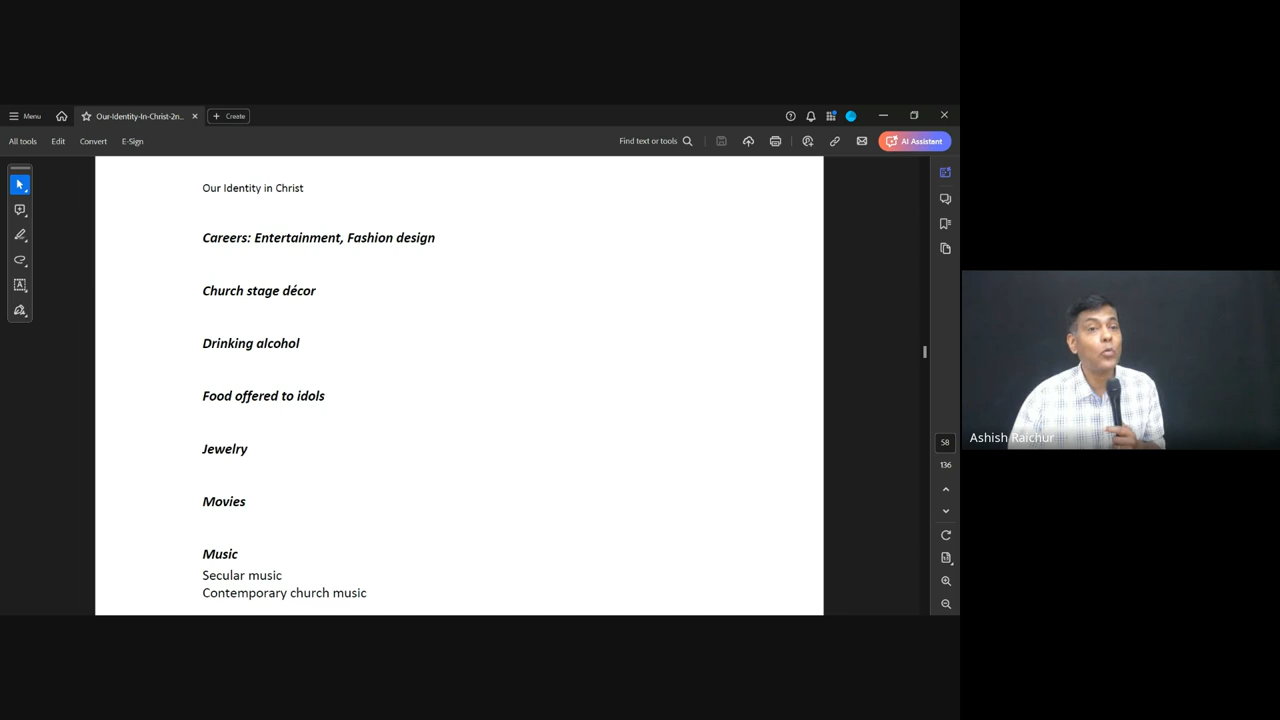 Menu
Our-Identity-In-Christ-2n...
Create
All tools
Edit
Convert
E-Sign
Find text or tools
AI Assistant
Our Identity in Christ
Careers: Entertainment, Fashion design
Church stage décor
Drinking alcohol
Food offered to idols
Jewelry
Movies
Music
Secular music
Contemporary church music
58
136
Ashish Raichur